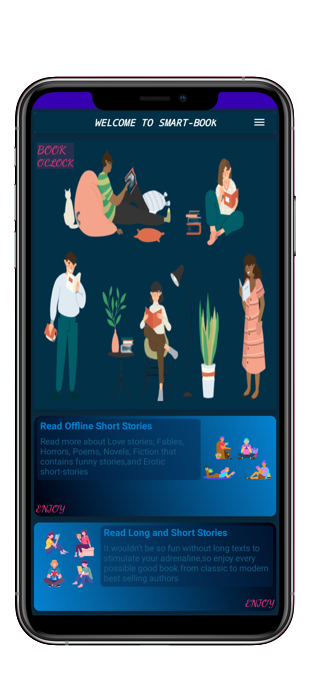 WELCOME TO SMART-BOOK
BOOK
OCLOCK
Read Offline Short Stories
Read more about Love stories, Fables,
Horrors, Poems, Novels, Fiction that
contains funny stories,and Erotic
short-stories
ENJOY
Read Long and Short Stories
It wouldn't be so fun without long texts to
stimulate your adrenaline,so enjoy every
possible good book from classic to modern
best selling authors
ENJOY